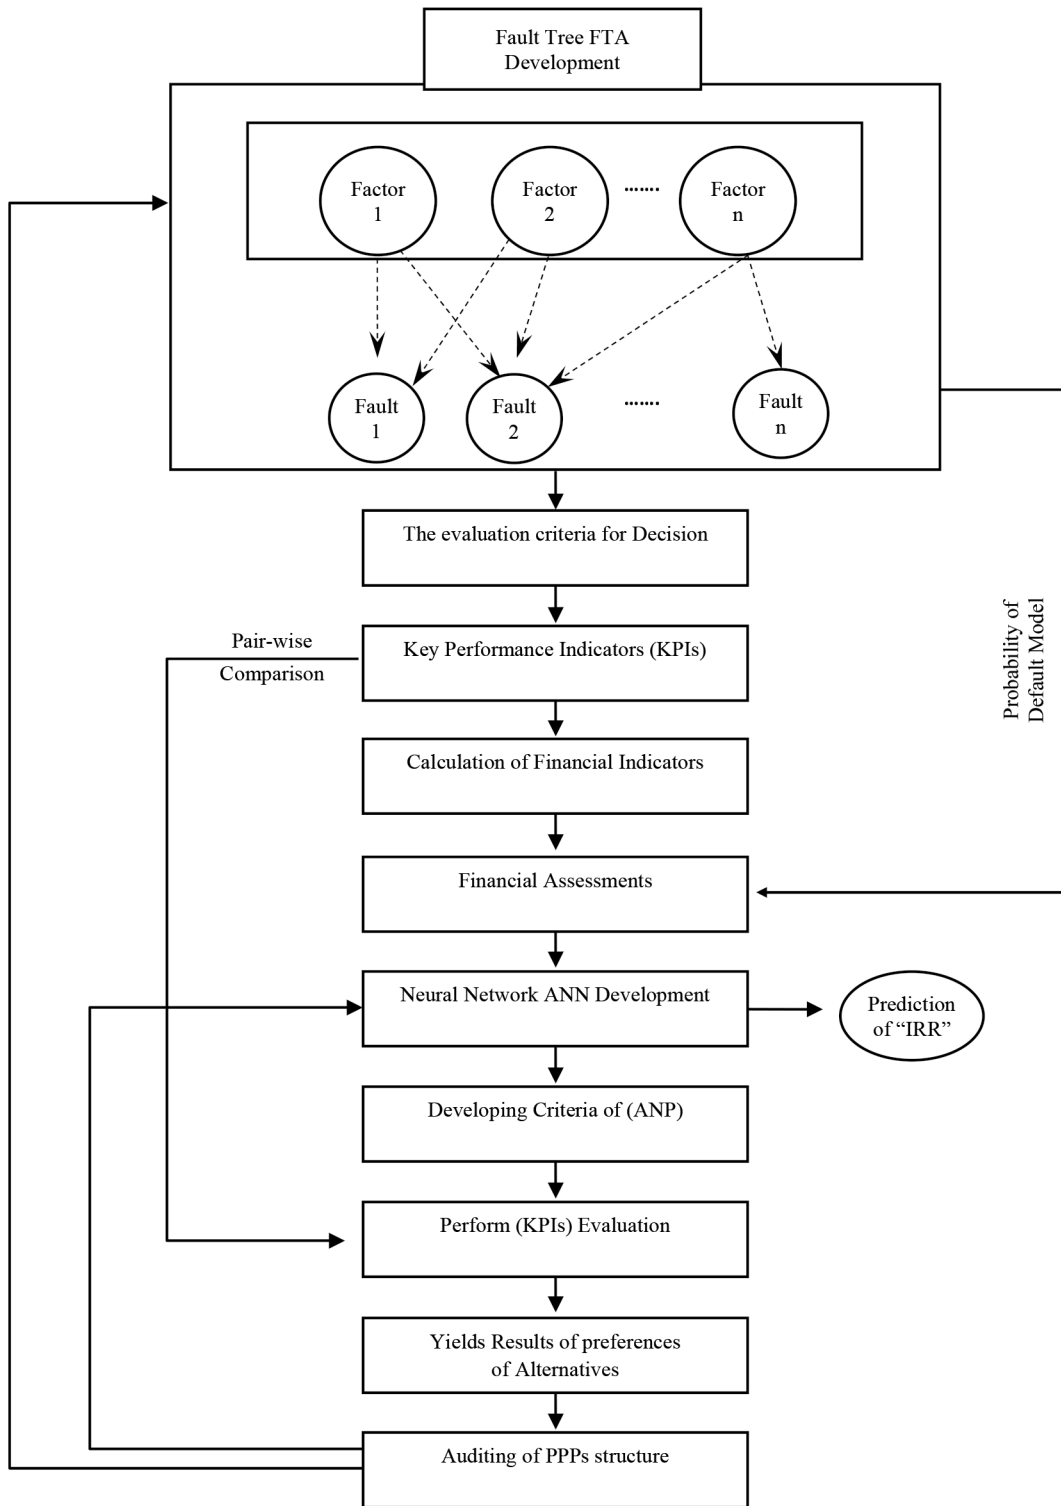 Fault Tree FTA
Development
Factor
1
Factor
2
.......
Factor
n
Fault
1
Fault
2
.......
Fault
n
The evaluation criteria for Decision
Pair-wise
Comparison
Key Performance Indicators (KPIs)
Probability of
Default Model
Calculation of Financial Indicators
Financial Assessments
Neural Network ANN Development
Prediction
of “IRR”
Developing Criteria of (ANP)
Perform (KPIs) Evaluation
Yields Results of preferences
of Alternatives
Auditing of PPPs structure